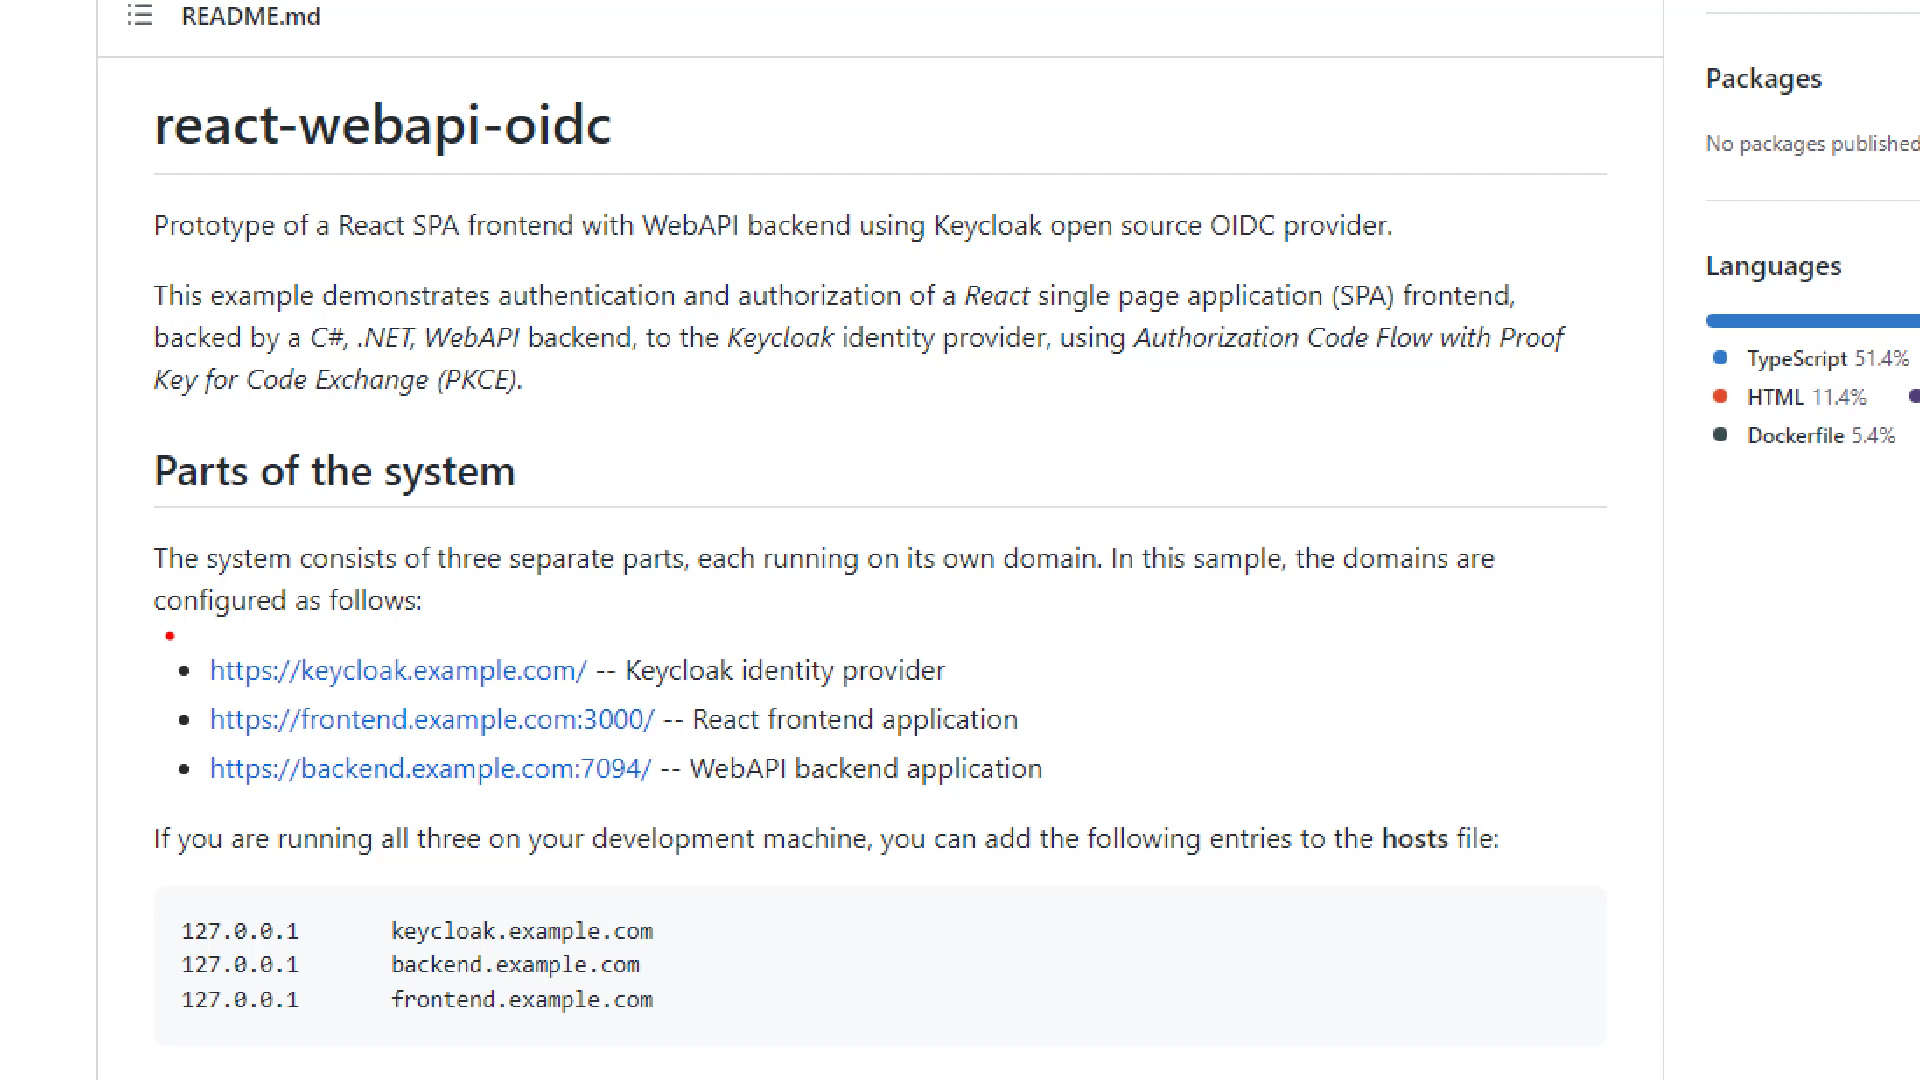 README.md
react-webapi-oidc
Prototype of a React SPA frontend with WebAPI backend using Keycloak open source OIDC provider.
This example demonstrates authentication and authorization of a React single page application (SPA) frontend,
backed by a C#, .NET, WebAPI backend, to the Keycloak identity provider, using Authorization Code Flow with Proof
Key for Code Exchange (PKCE).
Parts of the system
The system consists of three separate parts, each running on its own domain. In this sample, the domains are
configured as follows:
https://keycloak.example.com/ -- Keycloak identity provider
https://frontend.example.com:3000/ -- React frontend application
https://backend.example.com:7094/ -- WebAPI backend application
If you are running all three on your development machine, you can add the following entries to the hosts file:
127.0.0.1 keycloak.example.com
127.0.0.1 backend.example.com
127.0.0.1 frontend.example.com
Packages
No packages published
Languages
TypeScript 51.4%
HTML 11.4%
Dockerfile 5.4%